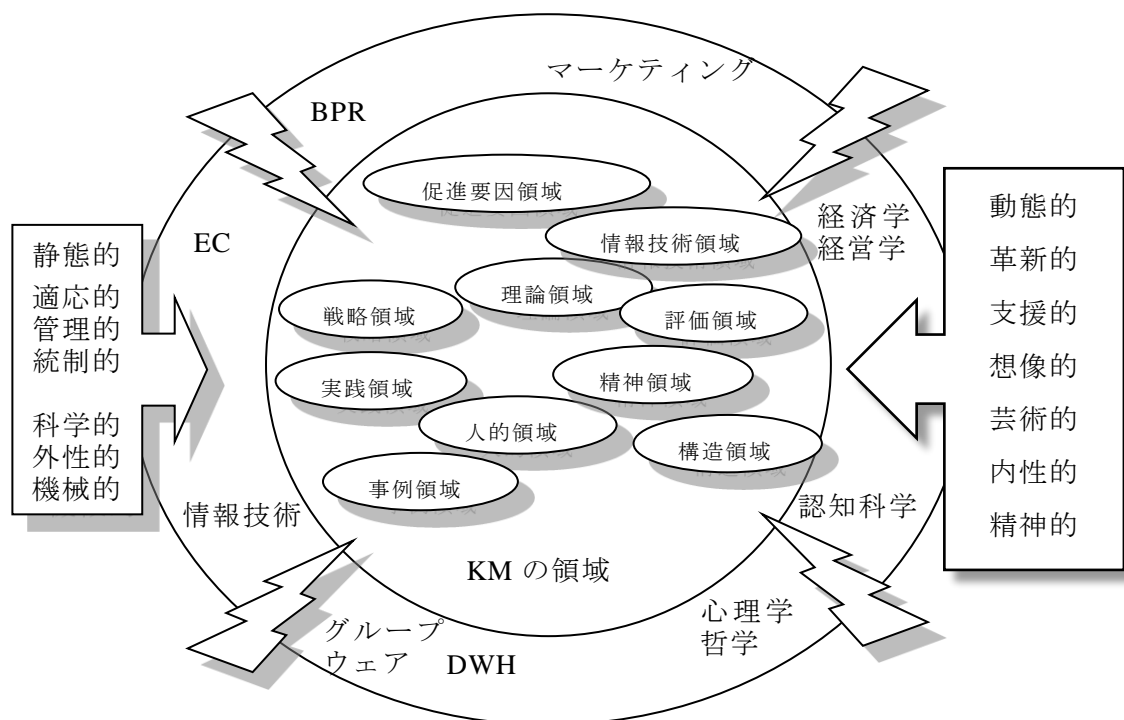 マーケティング
BPR
促進要因領域
経済学
経営学
情報技術領域
EC
理論領域
戦略領域
評価領域
実践領域
精神領域
人的領域
構造領域
事例領域
情報技術
認知科学
KM の領域
心理学
哲学
グループ
ウェア
DWH
静態的
適応的
管理的
統制的
科学的
外性的
機械的
動態的
革新的
支援的
想像的
芸術的
内性的
精神的